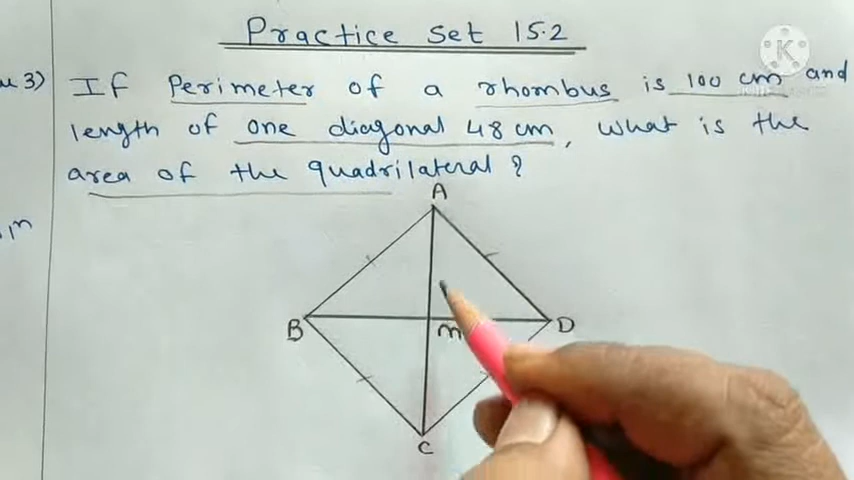 Practice Set 15.2
3) If Perimeter of a rhombus is 100 cm and
length of one diagonal 48 cm, what is the
area of the quadrilateral?
A
B
m
D
C
K